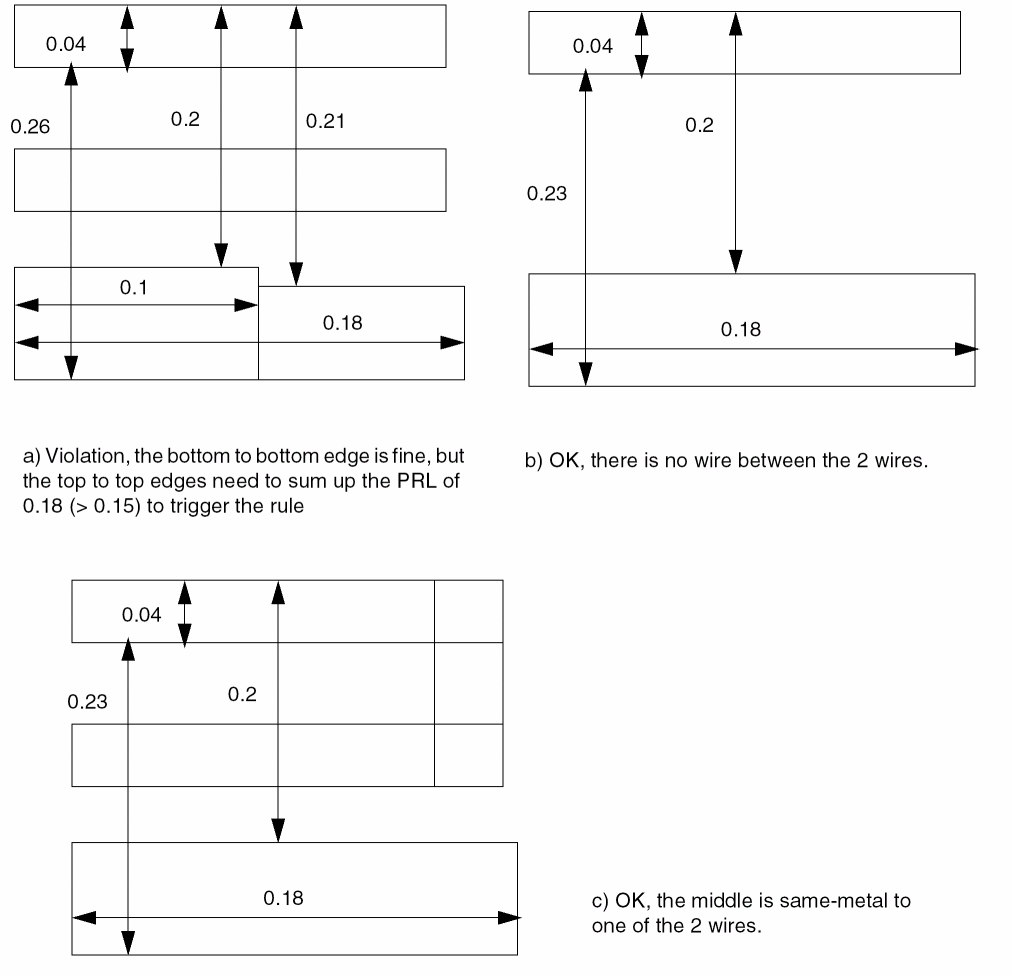 0.04
0.26
0.2
0.21
0.1
0.18
a) Violation, the bottom to bottom edge is fine, but
the top to top edges need to sum up the PRL of
0.18 (> 0.15) to trigger the rule
0.04
0.2
0.23
0.18
b) OK, there is no wire between the 2 wires.
0.04
0.23
0.2
0.18
c) OK, the middle is same-metal to
one of the 2 wires.